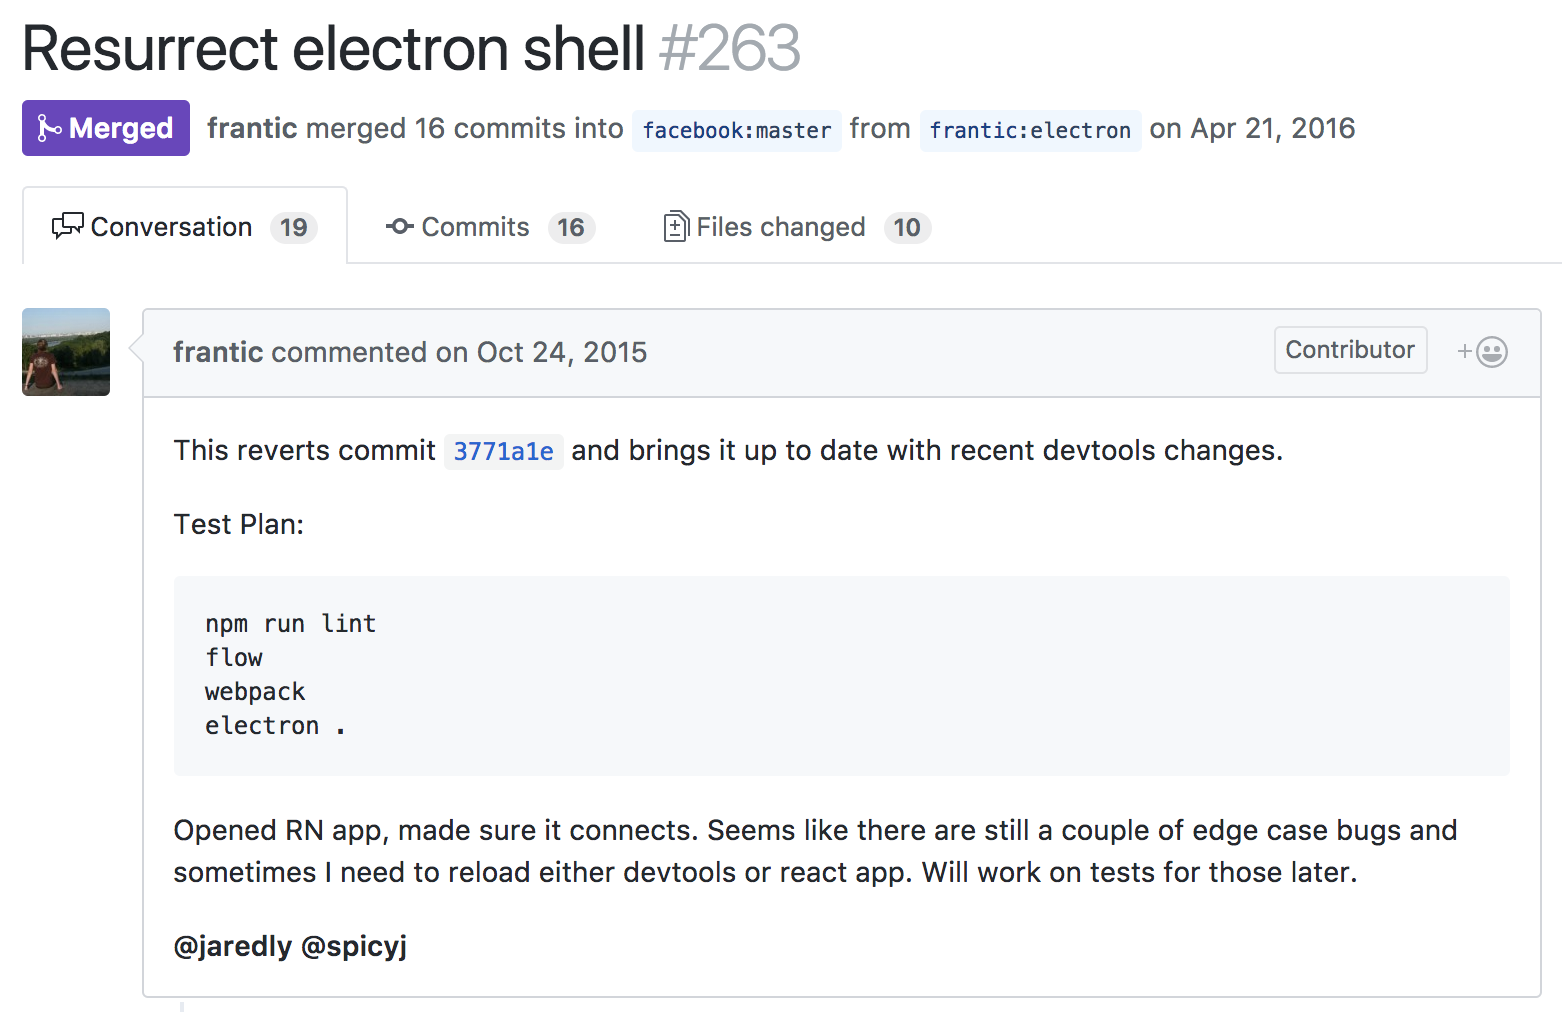 Resurrect electron shell #263
Merged frantic merged 16 commits into facebook:master from frantic:electron on Apr 21, 2016
Conversation 19 Commits 16 Files changed 10
frantic commented on Oct 24, 2015 Contributor +
This reverts commit 3771a1e and brings it up to date with recent devtools changes.
Test Plan:
npm run lint
flow
webpack
electron .
Opened RN app, made sure it connects. Seems like there are still a couple of edge case bugs and
sometimes I need to reload either devtools or react app. Will work on tests for those later.
@jaredly @spicyj